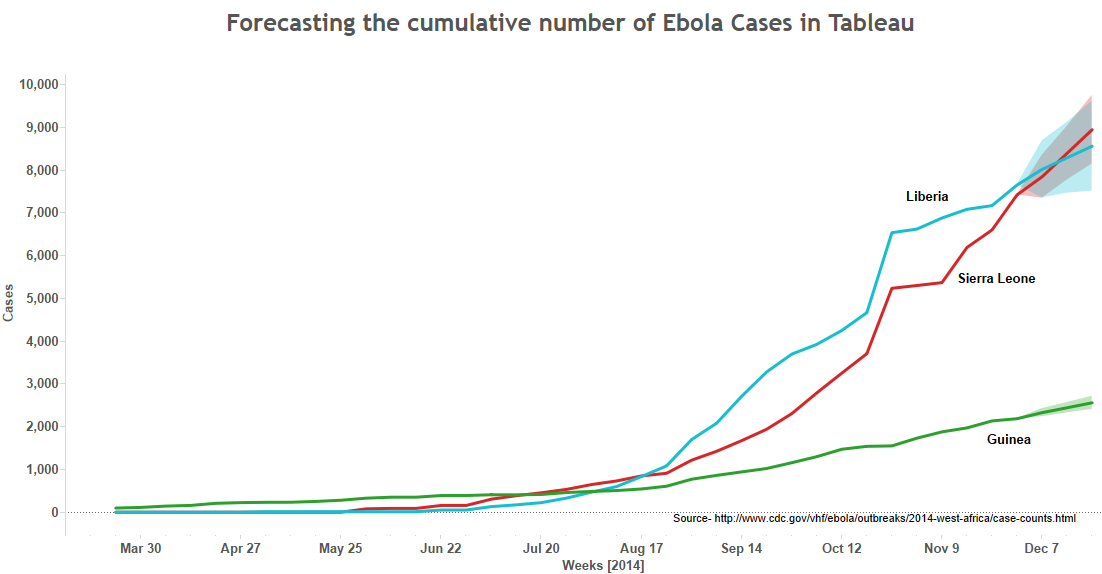 Forecasting the cumulative number of Ebola Cases in Tableau
10,000
9,000
8,000
7,000
6,000
5,000
4,000
3,000
2,000
1,000
0
Cases
Liberia
Sierra Leone
Guinea
Source- http://www.cdc.gov/vhf/ebola/outbreaks/2014-west-africa/case-counts.html
Mar 30 Apr 27 May 25 Jun 22 Jul 20 Aug 17 Sep 14 Oct 12 Nov 9 Dec 7
Weeks [2014]